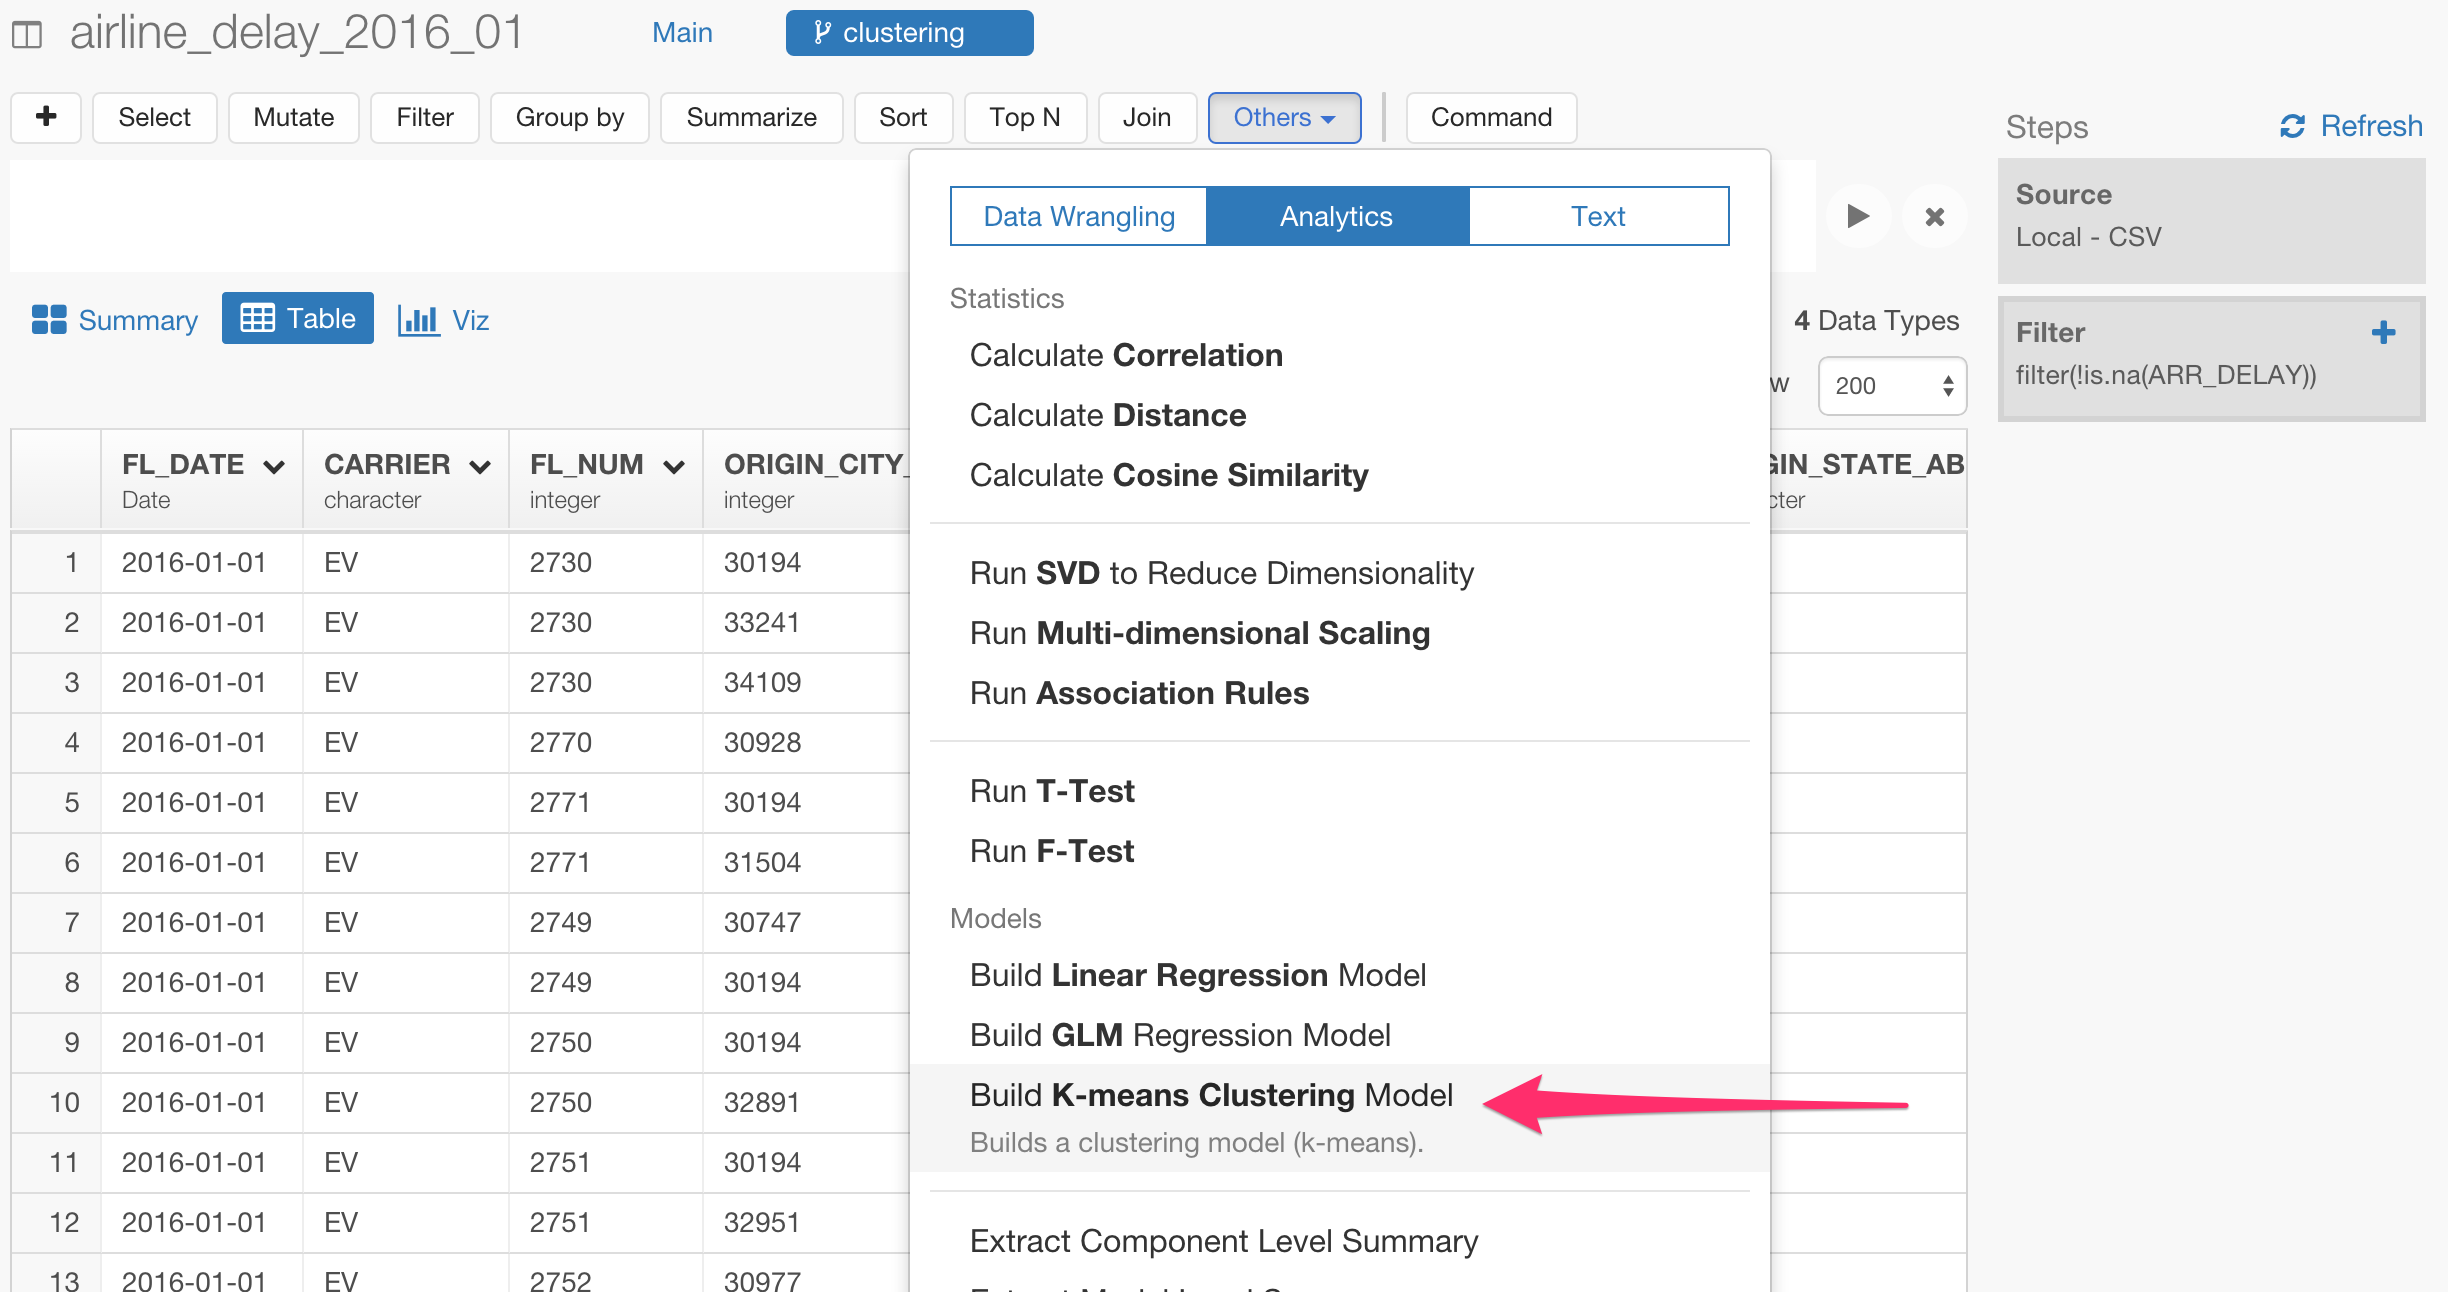 airline_delay_2016_01 Main clustering
+ Select Mutate Filter Group by Summarize Sort Top N Join Others Command
Steps Refresh
Source
Local - CSV
Filter
filter(!is.na(ARR_DELAY))
Data Wrangling Analytics Text
Summary Table Viz
4 Data Types
w 200
FL_DATE CARRIER FL_NUM ORIGIN_CITY_ GIN_STATE_AB
Date character integer integer cter
1 2016-01-01 EV 2730 30194
2 2016-01-01 EV 2730 33241
3 2016-01-01 EV 2730 34109
4 2016-01-01 EV 2770 30928
5 2016-01-01 EV 2771 30194
6 2016-01-01 EV 2771 31504
7 2016-01-01 EV 2749 30747
8 2016-01-01 EV 2749 30194
9 2016-01-01 EV 2750 30194
10 2016-01-01 EV 2750 32891
11 2016-01-01 EV 2751 30194
12 2016-01-01 EV 2751 32951
13 2016-01-01 EV 2752 30977
Statistics
Calculate Correlation
Calculate Distance
Calculate Cosine Similarity
Run SVD to Reduce Dimensionality
Run Multi-dimensional Scaling
Run Association Rules
Run T-Test
Run F-Test
Models
Build Linear Regression Model
Build GLM Regression Model
Build K-means Clustering Model
Builds a clustering model (k-means).
Extract Component Level Summary